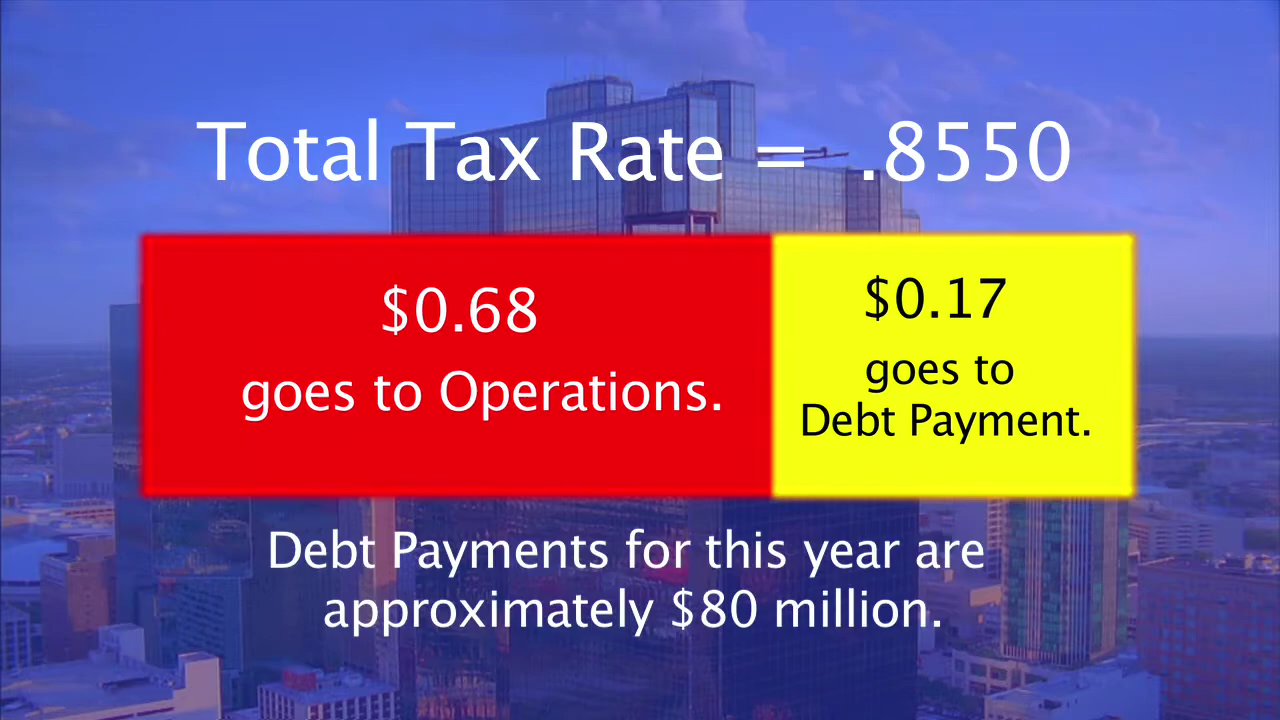 Total Tax Rate = .8550
$0.68
goes to Operations.
$0.17
goes to
Debt Payment.
Debt Payments for this year are
approximately $80 million.